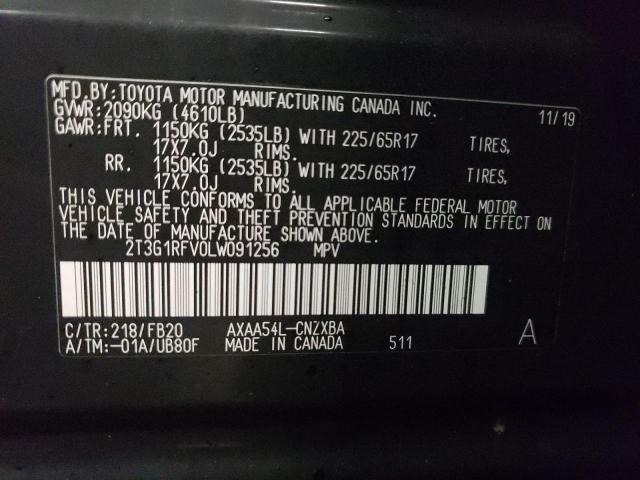 MFD.BY:TOYOTA MOTOR MANUFACTURING CANADA INC.
GVWR:2090KG (4610LB) 11/19
GAWR:FRT. 1150KG (2535LB) WITH 225/65R17 TIRES,
17X7.0J RIMS.
RR. 1150KG (2535LB) WITH 225/65R17 TIRES,
17X7.0J RIMS.
THIS VEHICLE CONFORMS TO ALL APPLICABLE FEDERAL MOTOR
VEHICLE SAFETY AND THEFT PREVENTION STANDARDS IN EFFECT ON
THE DATE OF MANUFACTURE SHOWN ABOVE.
2T3G1RFV0LW091256 MPV
C/TR:218/FB20 AXAA54L-CNZXBA
A/TM:-01A/UB80F MADE IN CANADA 511 A